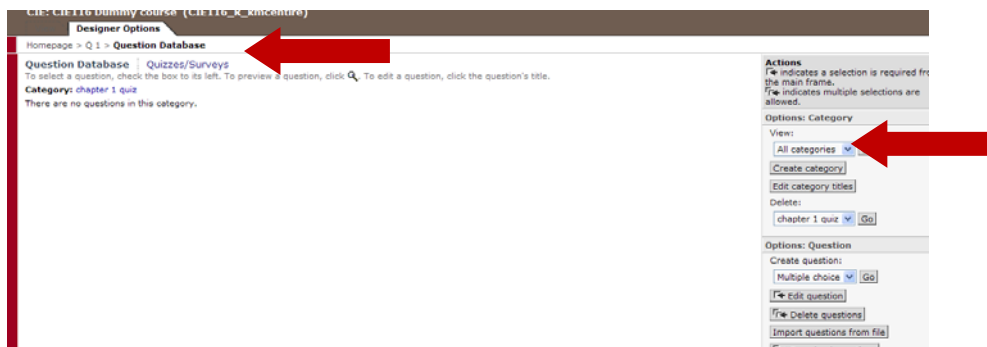 CIE: CIE116 Dummy course (CIE116_k_kmcentire)
Designer Options
Homepage > Q 1 > Question Database
Question Database Quizzes/Surveys
To select a question, check the box to its left. To preview a question, click . To edit a question, click the question's title.
Category: chapter 1 quiz
There are no questions in this category.
Actions
indicates a selection is required fro
the main frame.
indicates multiple selections are
allowed.
Options: Category
View:
All categories
Create category
Edit category titles
Delete:
chapter 1 quiz Go
Options: Question
Create question:
Multiple choice Go
Edit question
Delete questions
Import questions from file